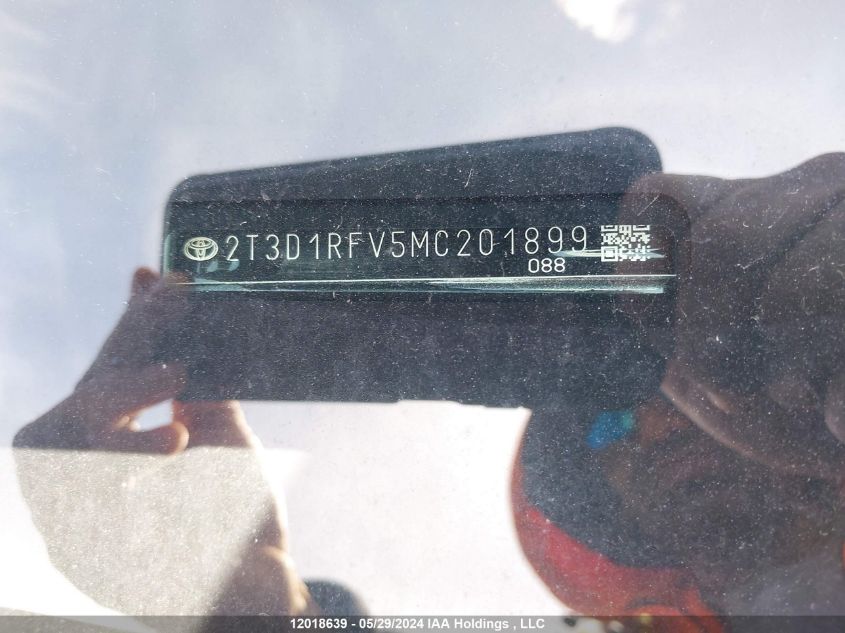 2T3D1RFV5MC201899
088
12018639 - 05/29/2024 IAA Holdings , LLC